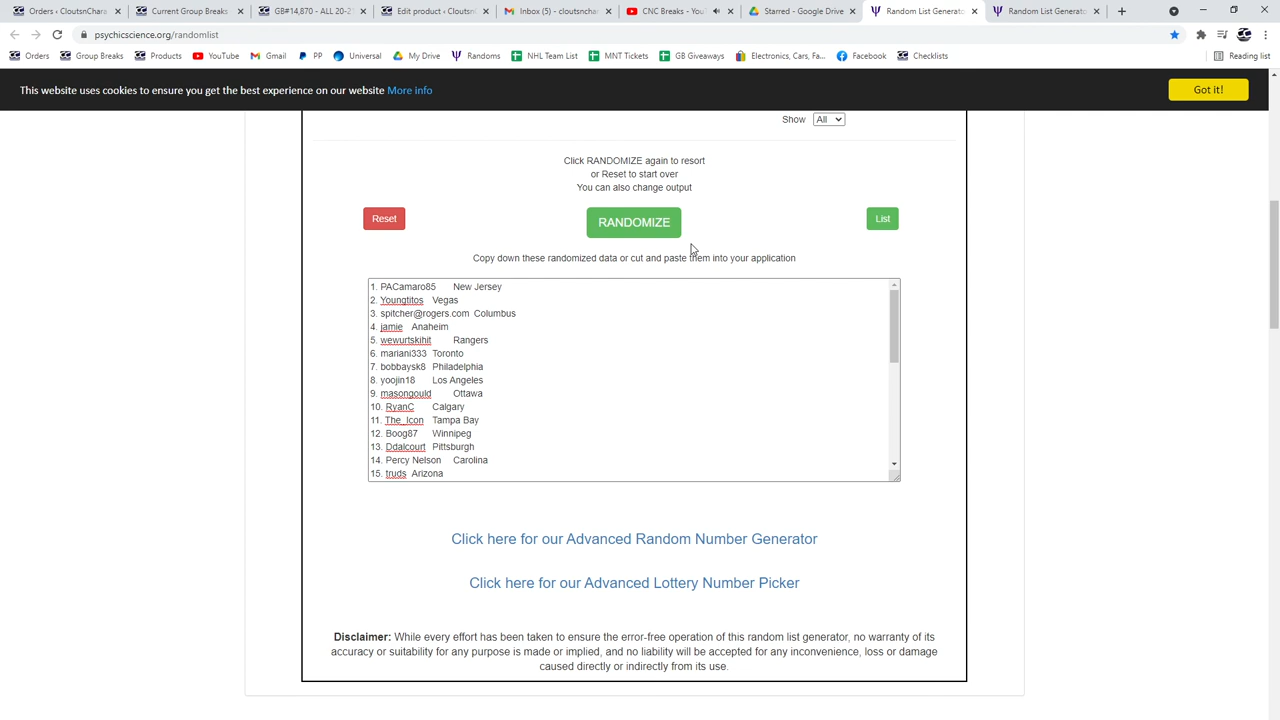 Orders ‹ CloutsnChara
Current Group Breaks
GB#14,870 - ALL 20-21
Edit product ‹ Cloutsn
Inbox (5) - cloutsnchar
CNC Breaks - You
Starred - Google Drive
Random List Generato
Random List Generato
psychicscience.org/randomlist
Orders
Group Breaks
Products
YouTube
Gmail
PP
Universal
My Drive
Randoms
NHL Team List
MNT Tickets
GB Giveaways
Electronics, Cars, Fa...
Facebook
Checklists
Reading list
This website uses cookies to ensure you get the best experience on our website More info
Got it!
Show All
Click RANDOMIZE again to resort
or Reset to start over
You can also change output
Reset
RANDOMIZE
List
Copy down these randomized data or cut and paste them into your application
1. PACamaro85 New Jersey
2. Youngtitos Vegas
3. spitcher@rogers.com Columbus
4. jamie Anaheim
5. wewurtskihit Rangers
6. mariani333 Toronto
7. bobbaysk8 Philadelphia
8. yoojin18 Los Angeles
9. masongould Ottawa
10. RyanC Calgary
11. The_Icon Tampa Bay
12. Boog87 Winnipeg
13. Ddalcourt Pittsburgh
14. Percy Nelson Carolina
15. truds Arizona
Click here for our Advanced Random Number Generator
Click here for our Advanced Lottery Number Picker
Disclaimer: While every effort has been taken to ensure the error-free operation of this random list generator, no warranty of its
accuracy or suitability for any purpose is made or implied, and no liability will be accepted for any inconvenience, loss or damage
caused directly or indirectly from its use.